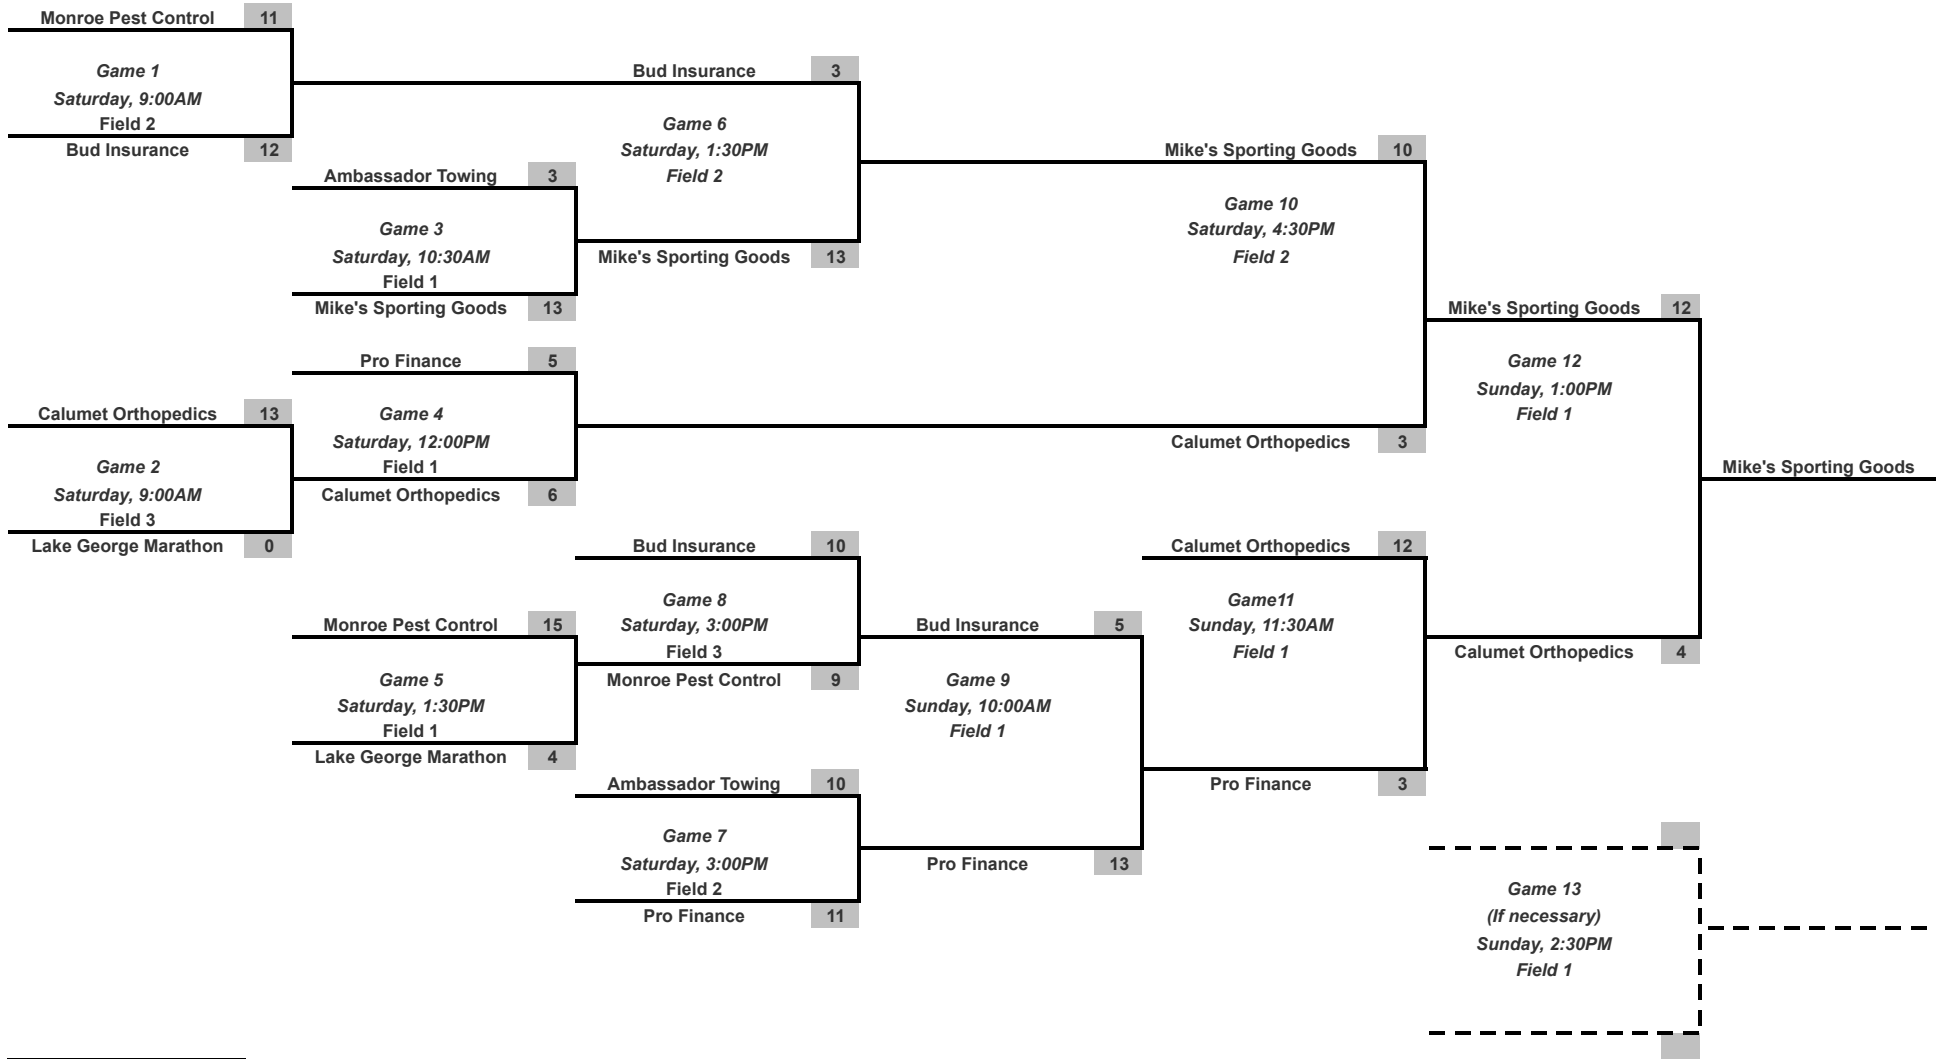 Monroe Pest Control 11
Game 1
Saturday, 9:00AM
Field 2
Bud Insurance 12
Ambassador Towing 3
Game 3
Saturday, 10:30AM
Field 1
Mike's Sporting Goods 13
Bud Insurance 3
Game 6
Saturday, 1:30PM
Field 2
Mike's Sporting Goods 13
Mike's Sporting Goods 10
Game 10
Saturday, 4:30PM
Field 2
Calumet Orthopedics 3
Pro Finance 5
Game 4
Saturday, 12:00PM
Field 1
Calumet Orthopedics 6
Calumet Orthopedics 13
Game 2
Saturday, 9:00AM
Field 3
Lake George Marathon 0
Mike's Sporting Goods 12
Game 12
Sunday, 1:00PM
Field 1
Calumet Orthopedics 4
Mike's Sporting Goods
Bud Insurance 10
Game 8
Saturday, 3:00PM
Field 3
Monroe Pest Control 9
Monroe Pest Control 15
Game 5
Saturday, 1:30PM
Field 1
Lake George Marathon 4
Bud Insurance 5
Game 9
Sunday, 10:00AM
Field 1
Pro Finance 13
Ambassador Towing 10
Game 7
Saturday, 3:00PM
Field 2
Pro Finance 11
Calumet Orthopedics 12
Game11
Sunday, 11:30AM
Field 1
Pro Finance 3
Game 13
(If necessary)
Sunday, 2:30PM
Field 1